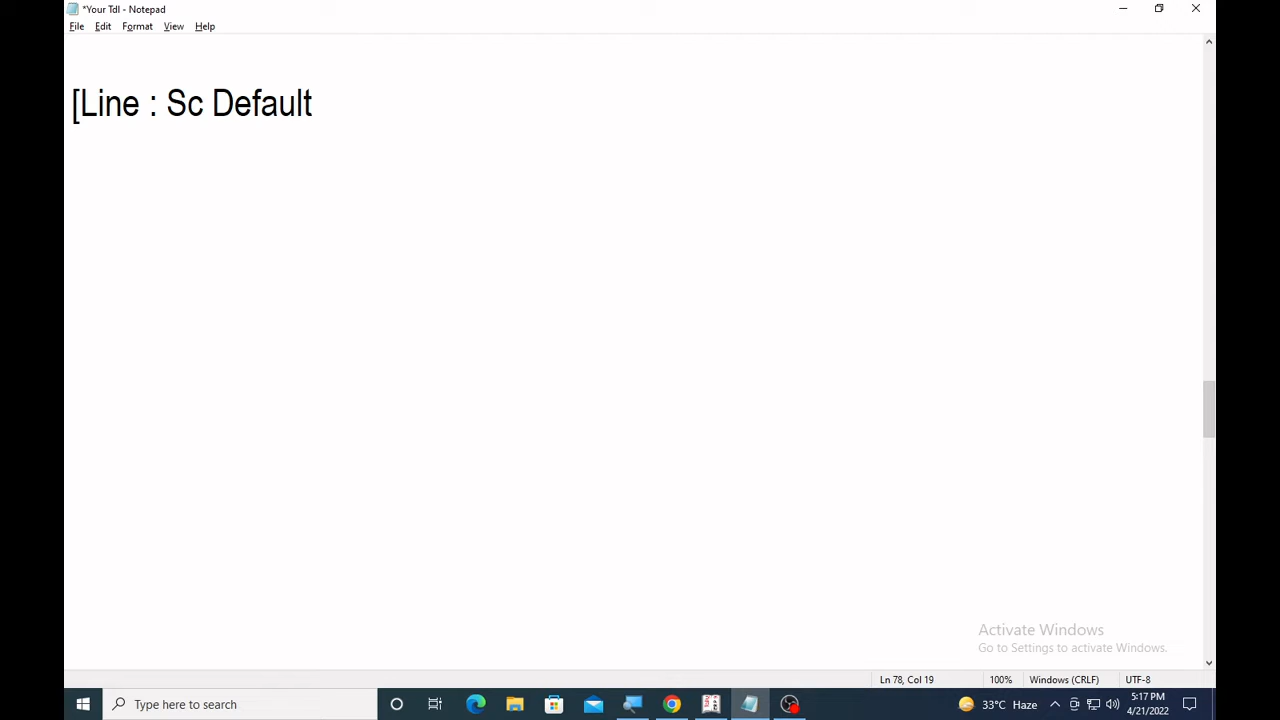 *Your Tdl - Notepad
File Edit Format View Help
[Line : Sc Default
Activate Windows
Go to Settings to activate Windows.
Ln 78, Col 19 100% Windows (CRLF) UTF-8
Type here to search 33°C Haze 5:17 PM
4/21/2022